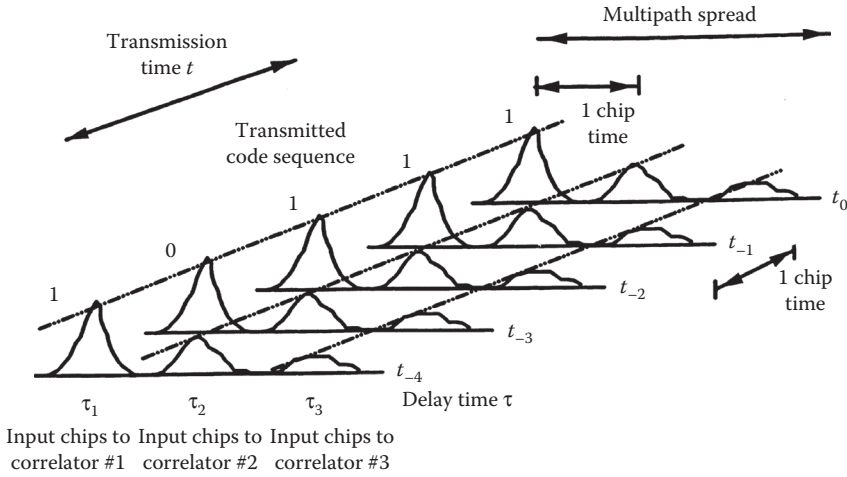 Multipath spread
Transmission
time t
1 chip
time
Transmitted
code sequence
1
1
1
0
1
t0
t–1
t–2
t–3
t–4
1 chip
time
τ1
τ2
τ3
Delay time τ
Input chips to
correlator #1
Input chips to
correlator #2
Input chips to
correlator #3